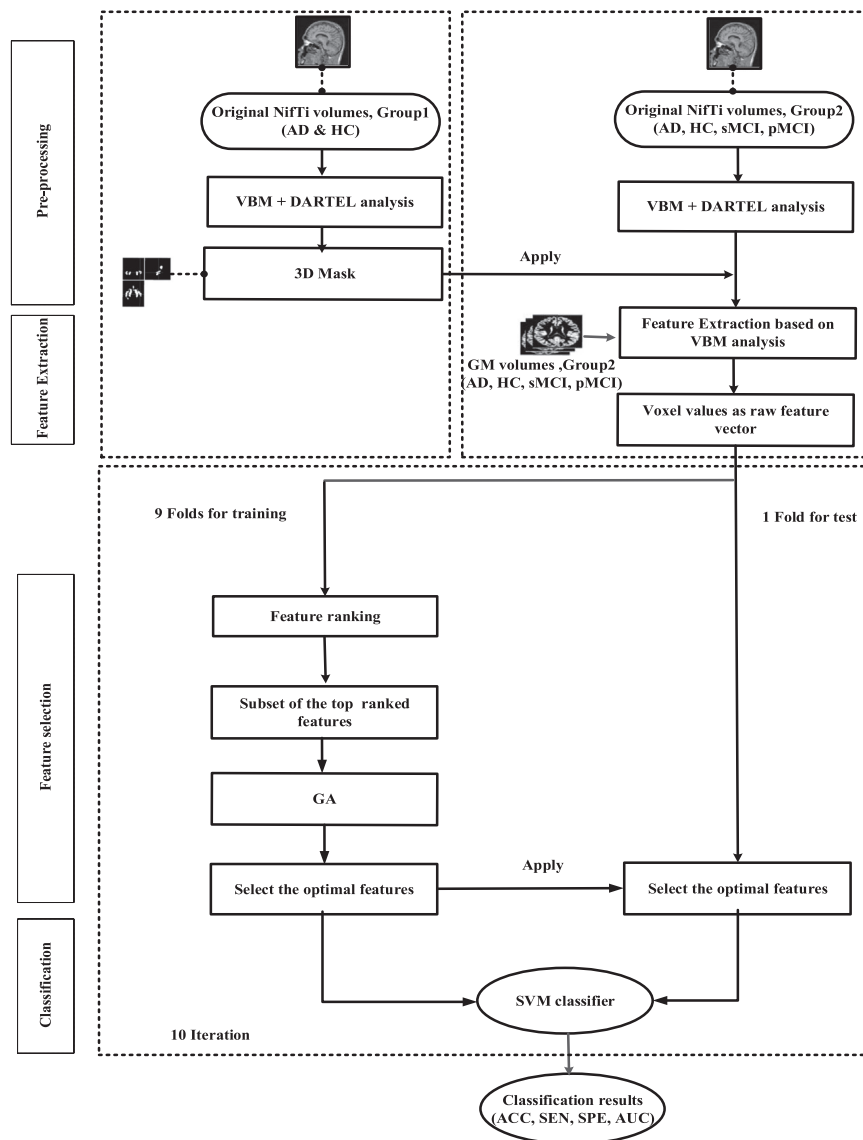 Pre-processing
Original NifTi volumes, Group1
(AD & HC)
VBM + DARTEL analysis
3D Mask
Apply
Original NifTi volumes, Group2
(AD, HC, sMCI, pMCI)
VBM + DARTEL analysis
Feature Extraction
GM volumes ,Group2
(AD, HC, sMCI, pMCI)
Feature Extraction based on
VBM analysis
Voxel values as raw feature
vector
9 Folds for training
1 Fold for test
Feature selection
Feature ranking
Subset of the top ranked
features
GA
Select the optimal features
Apply
Select the optimal features
Classification
SVM classifier
10 Iteration
Classification results
(ACC, SEN, SPE, AUC)